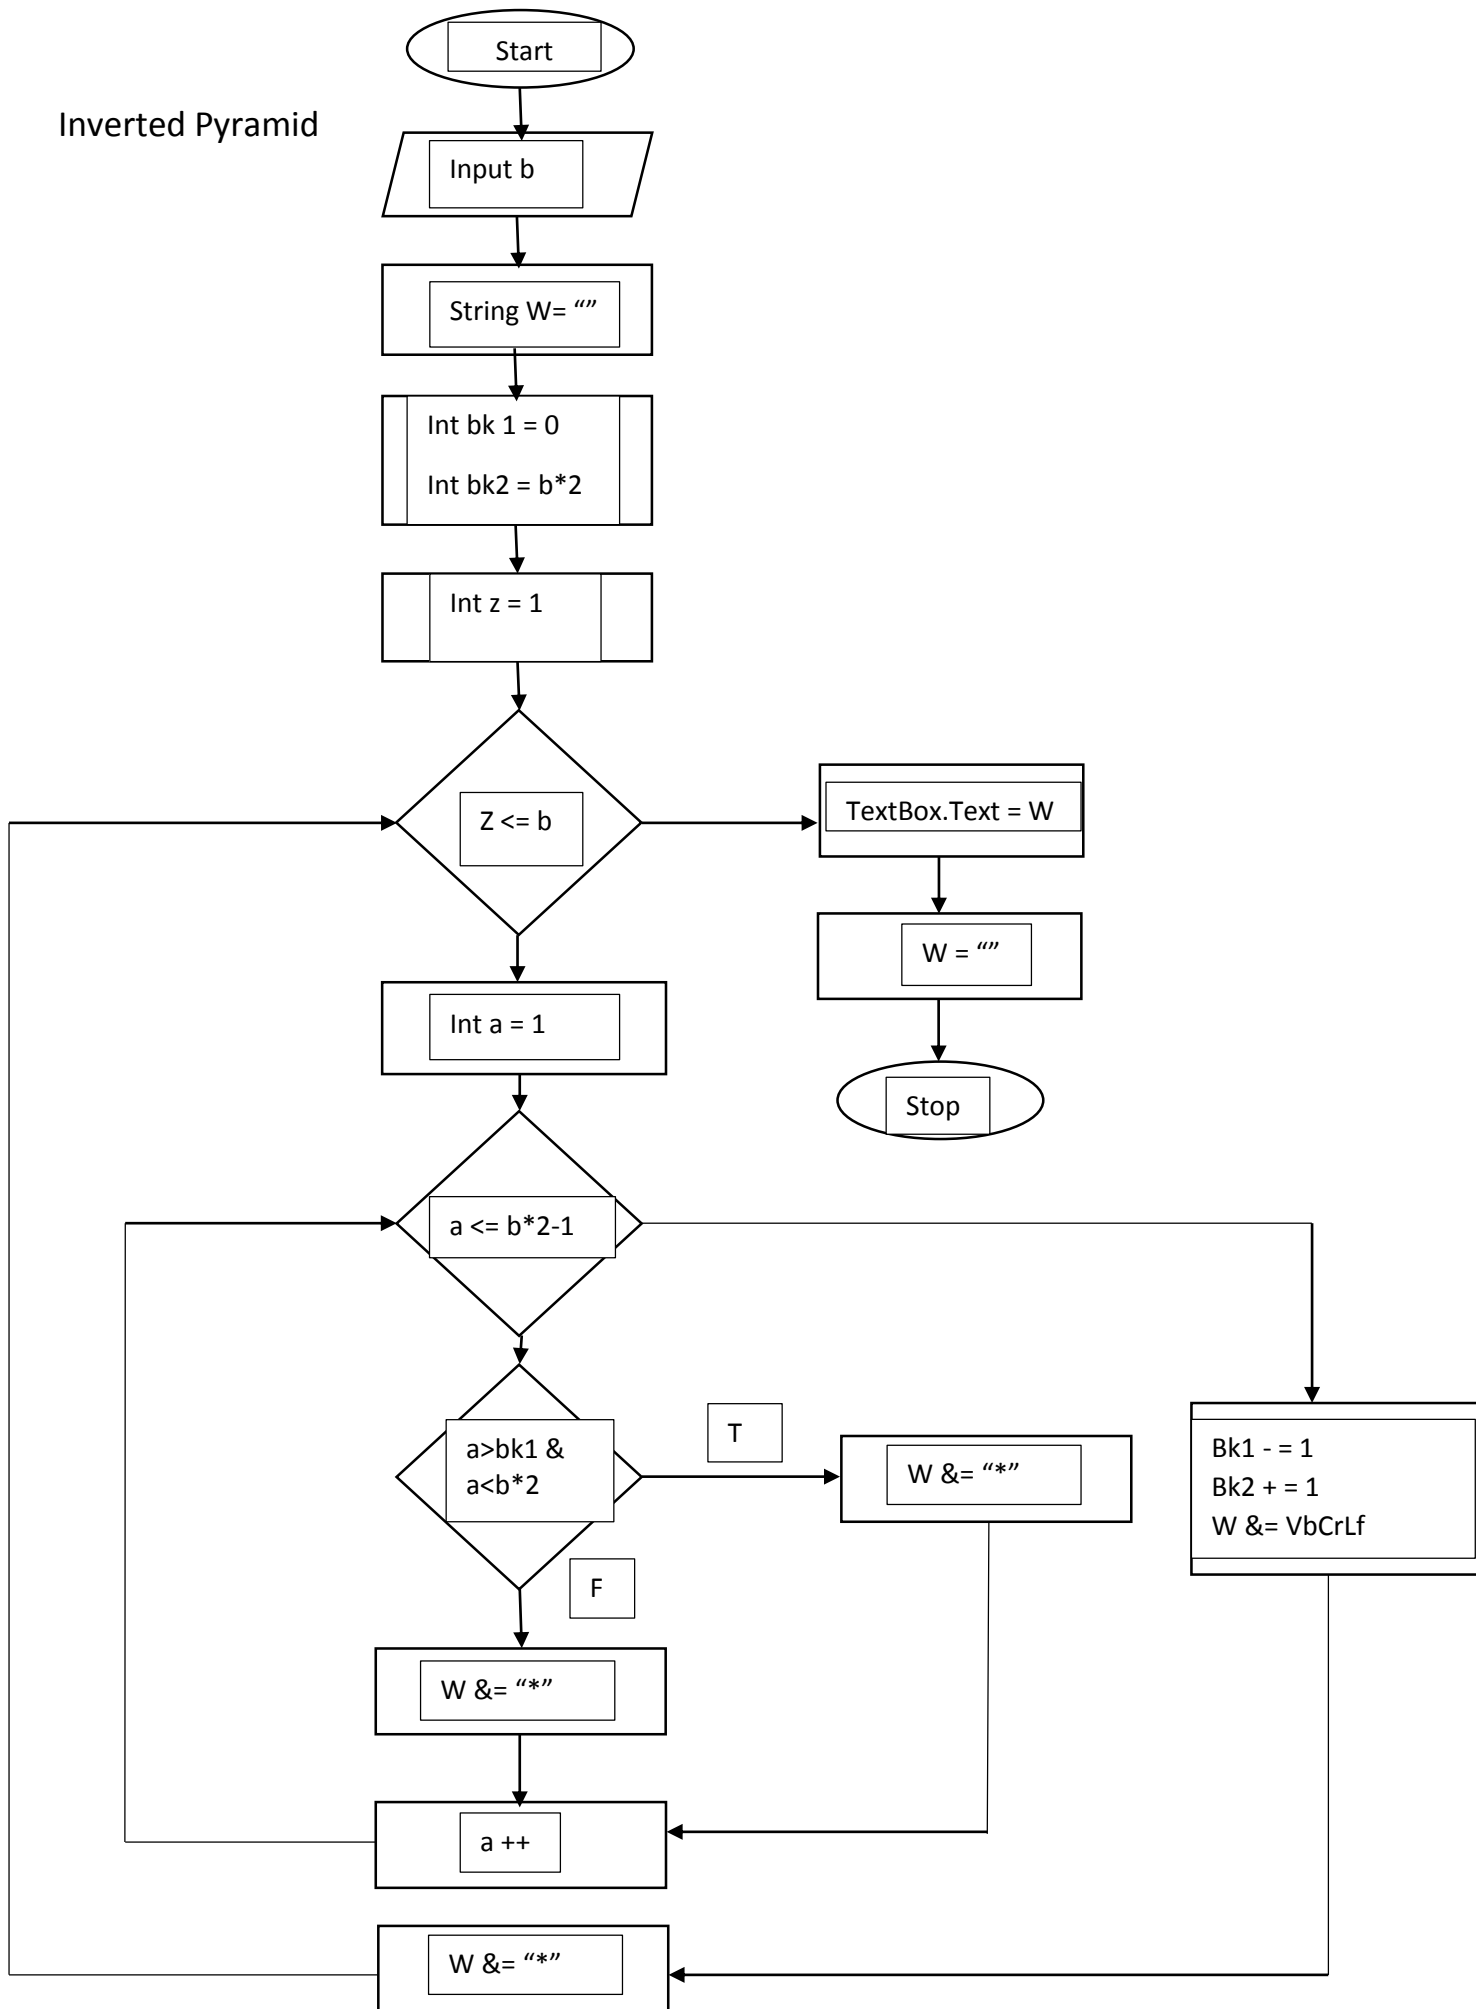 Start
Inverted Pyramid
Input b
String W= “”
Int bk 1 = 0
Int bk2 = b*2
Int z = 1
Z <= b
TextBox.Text = W
W = “”
Int a = 1
Stop
a <= b*2-1
a>bk1 &
a<b*2
T
W &= “*”
Bk1 - = 1
Bk2 + = 1
W &= VbCrLf
F
W &= “*”
a ++
W &= “*”